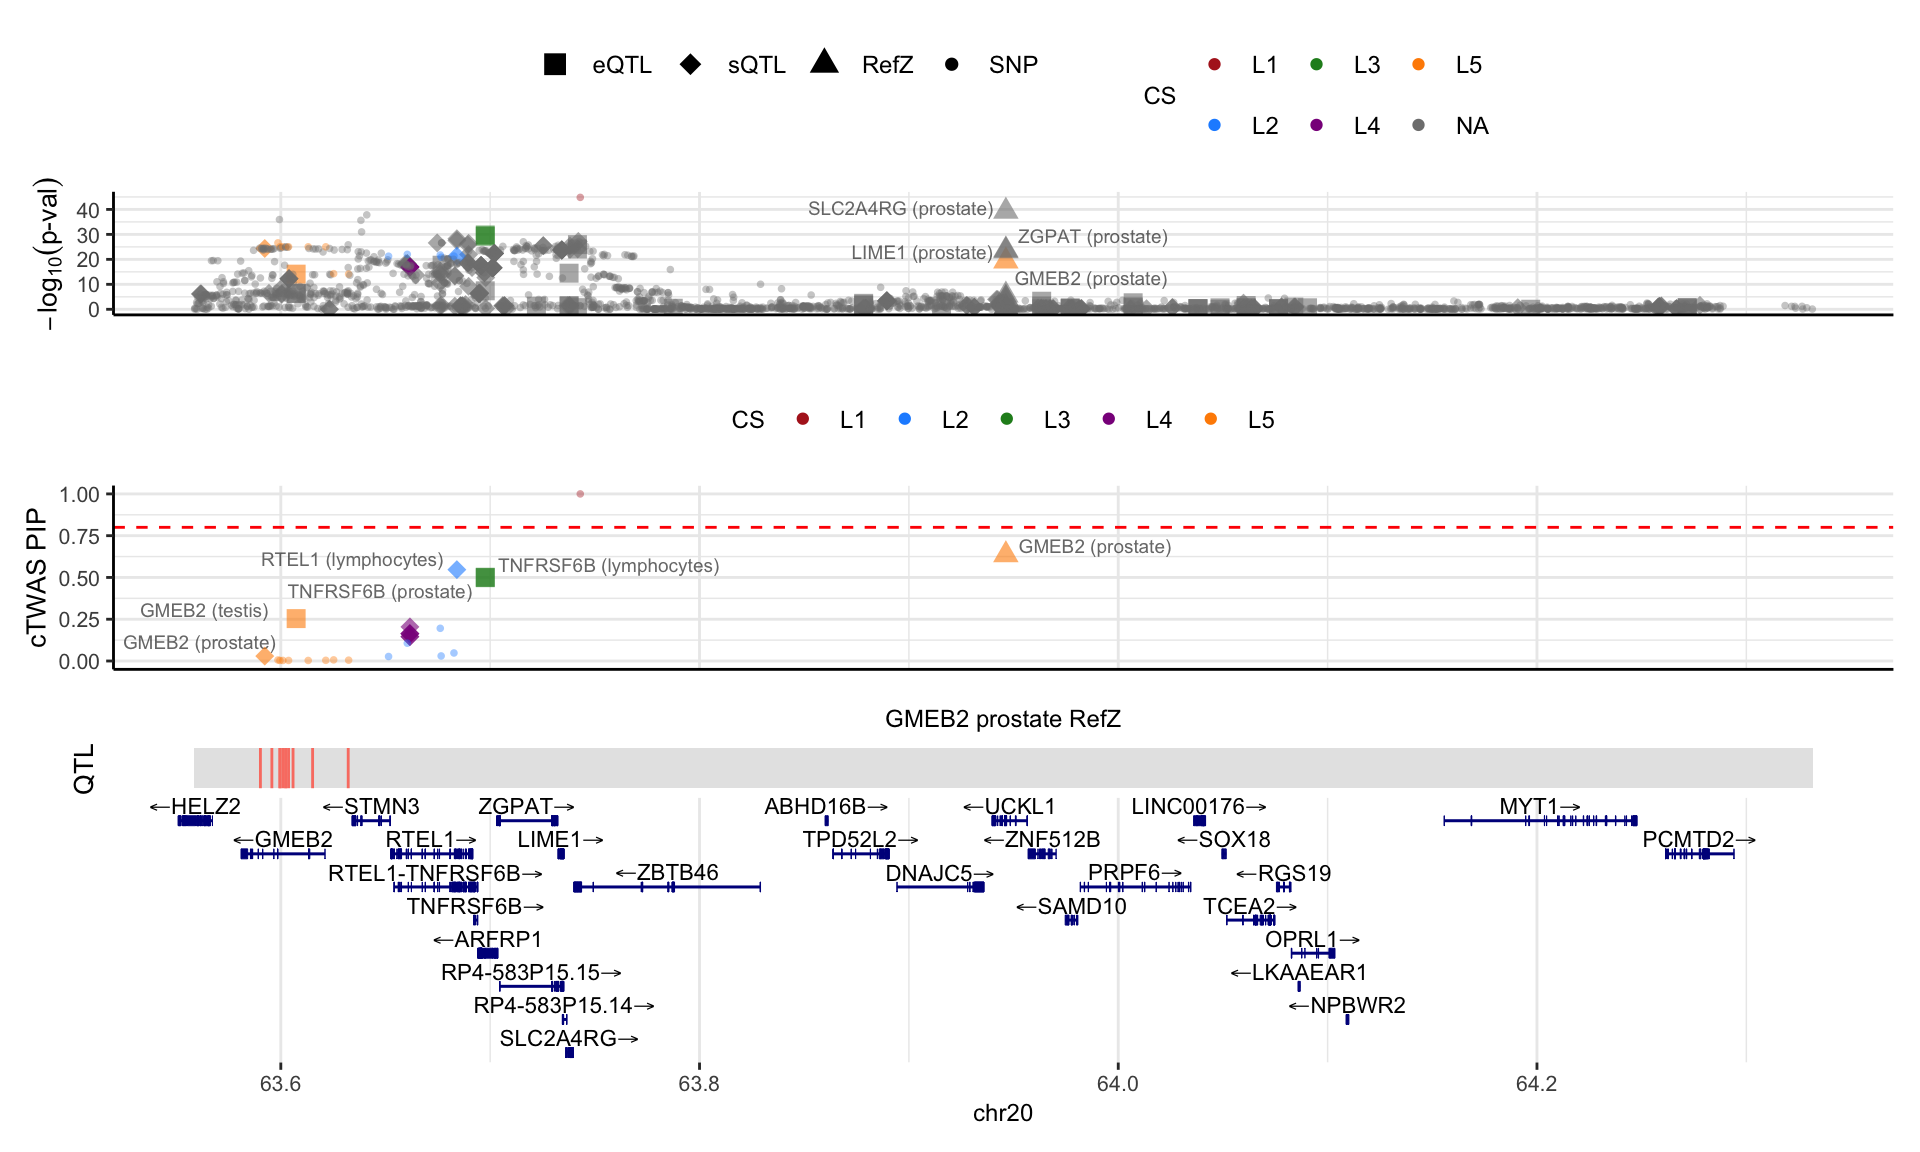 eQTL sQTL RefZ SNP
CS
L1 L3 L5
L2 L4 NA
−log10(p-val)
40
30
20
10
0
SLC2A4RG (prostate)
ZGPAT (prostate)
LIME1 (prostate)
GMEB2 (prostate)
CS L1 L2 L3 L4 L5
cTWAS PIP
1.00
0.75
0.50
0.25
0.00
GMEB2 (prostate)
RTEL1 (lymphocytes)
TNFRSF6B (lymphocytes)
TNFRSF6B (prostate)
GMEB2 (testis)
GMEB2 (prostate)
GMEB2 prostate RefZ
QTL
←HELZ2 ←STMN3 ZGPAT→ ABHD16B→ ←UCKL1 LINC00176→ MYT1→
←GMEB2 RTEL1→ LIME1→ TPD52L2→ ←ZNF512B ←SOX18 PCMTD2→
RTEL1-TNFRSF6B→ ←ZBTB46 DNAJC5→ PRPF6→ ←RGS19
TNFRSF6B→ ←SAMD10 TCEA2→
←ARFRP1 OPRL1→
RP4-583P15.15→ ←LKAAEAR1
RP4-583P15.14→ ←NPBWR2
SLC2A4RG→
63.6 63.8 64.0 64.2
chr20